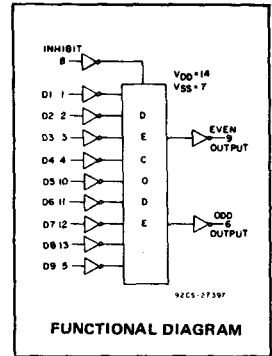 INHIBIT
8
VDD=14
VSS=7
D1 1
D2 2
D3 3
D4 4
D5 10
D6 11
D7 12
D8 13
D9 5
D
E
C
O
D
E
EVEN
9
OUTPUT
ODD
6
OUTPUT
92CS-27397
FUNCTIONAL DIAGRAM